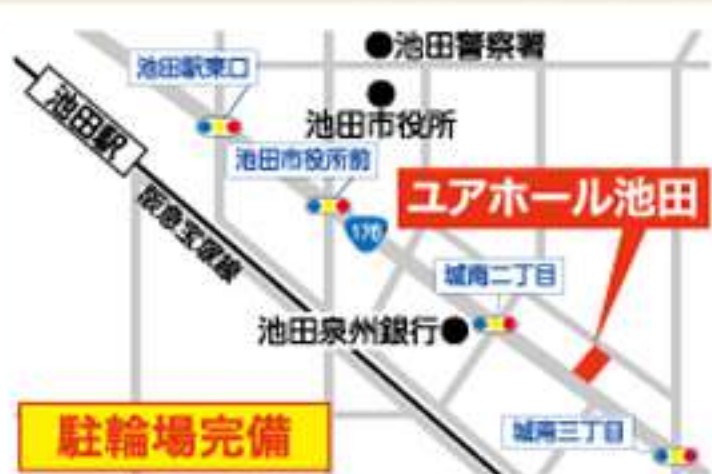 池田警察署
池田駅東口
池田駅
池田市役所
池田市役所前
ユアホール池田
176
阪急宝塚線
城南二丁目
池田泉州銀行
駐輪場完備
城南三丁目